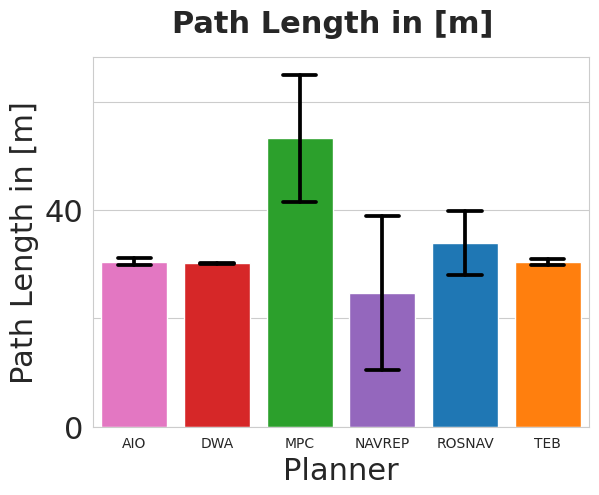 Path Length in [m]
Path Length in [m]
40
0
AIO DWA MPC NAVREP ROSNAV TEB
Planner